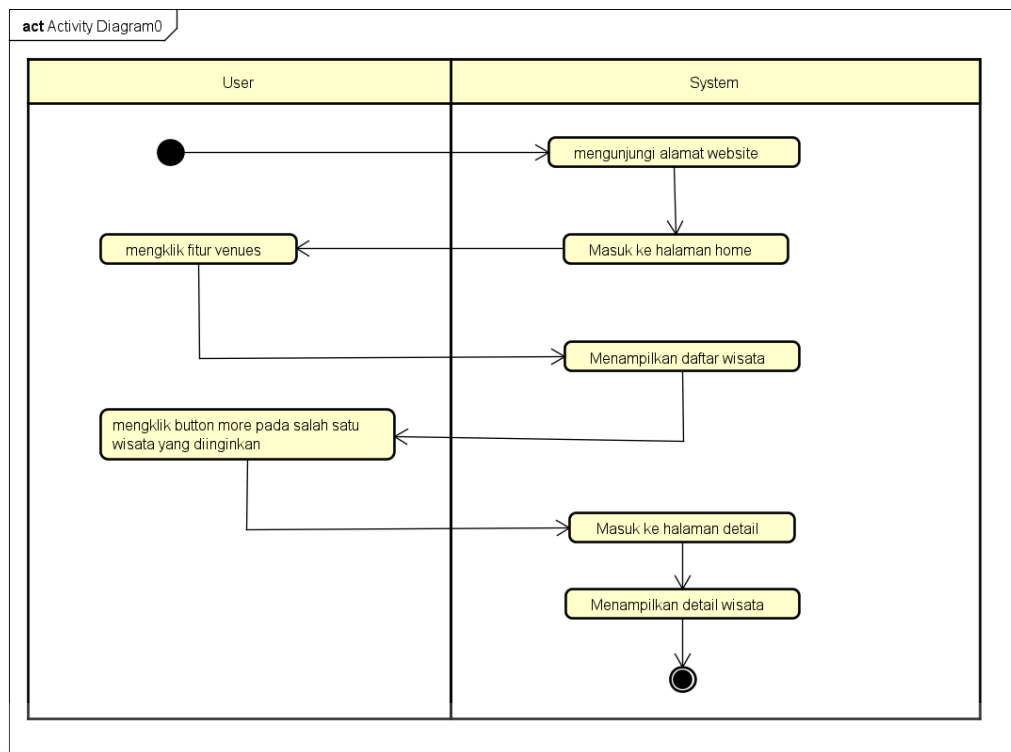 act Activity Diagram0
User
System
mengunjungi alamat website
mengklik fitur venues
Masuk ke halaman home
Menampilkan daftar wisata
mengklik button more pada salah satu
wisata yang diinginkan
Masuk ke halaman detail
Menampilkan detail wisata